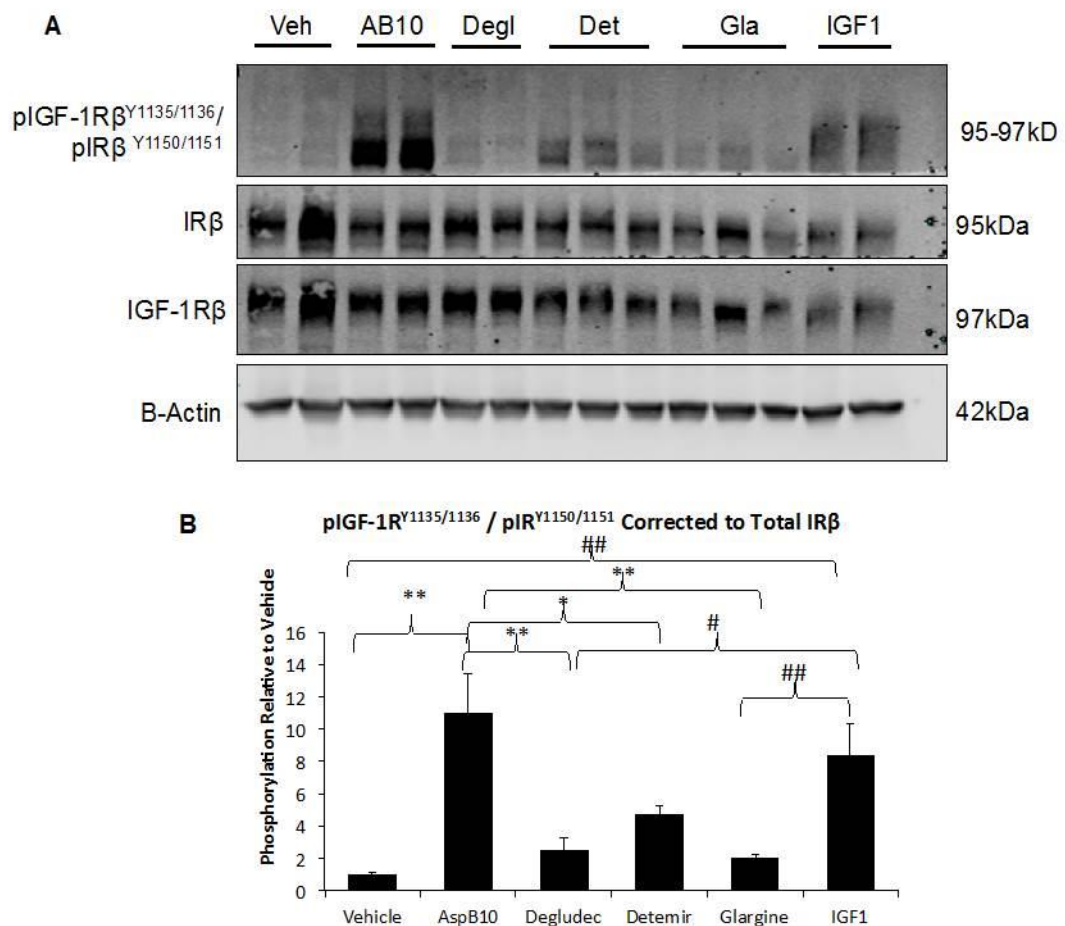 A
Veh AB10 Degl Det Gla IGF1
pIGF-1Rβ^Y1135/1136/
pIRβ ^Y1150/1151
95-97kD
IRβ
95kDa
IGF-1Rβ
97kDa
B-Actin
42kDa
B
pIGF-1R^Y1135/1136 / pIR^Y1150/1151 Corrected to Total IRβ
##
**
**
*
**
#
##
Phosphorylation Relative to Vehicle
16
14
12
10
8
6
4
2
0
Vehicle AspB10 Degludec Detemir Glargine IGF1